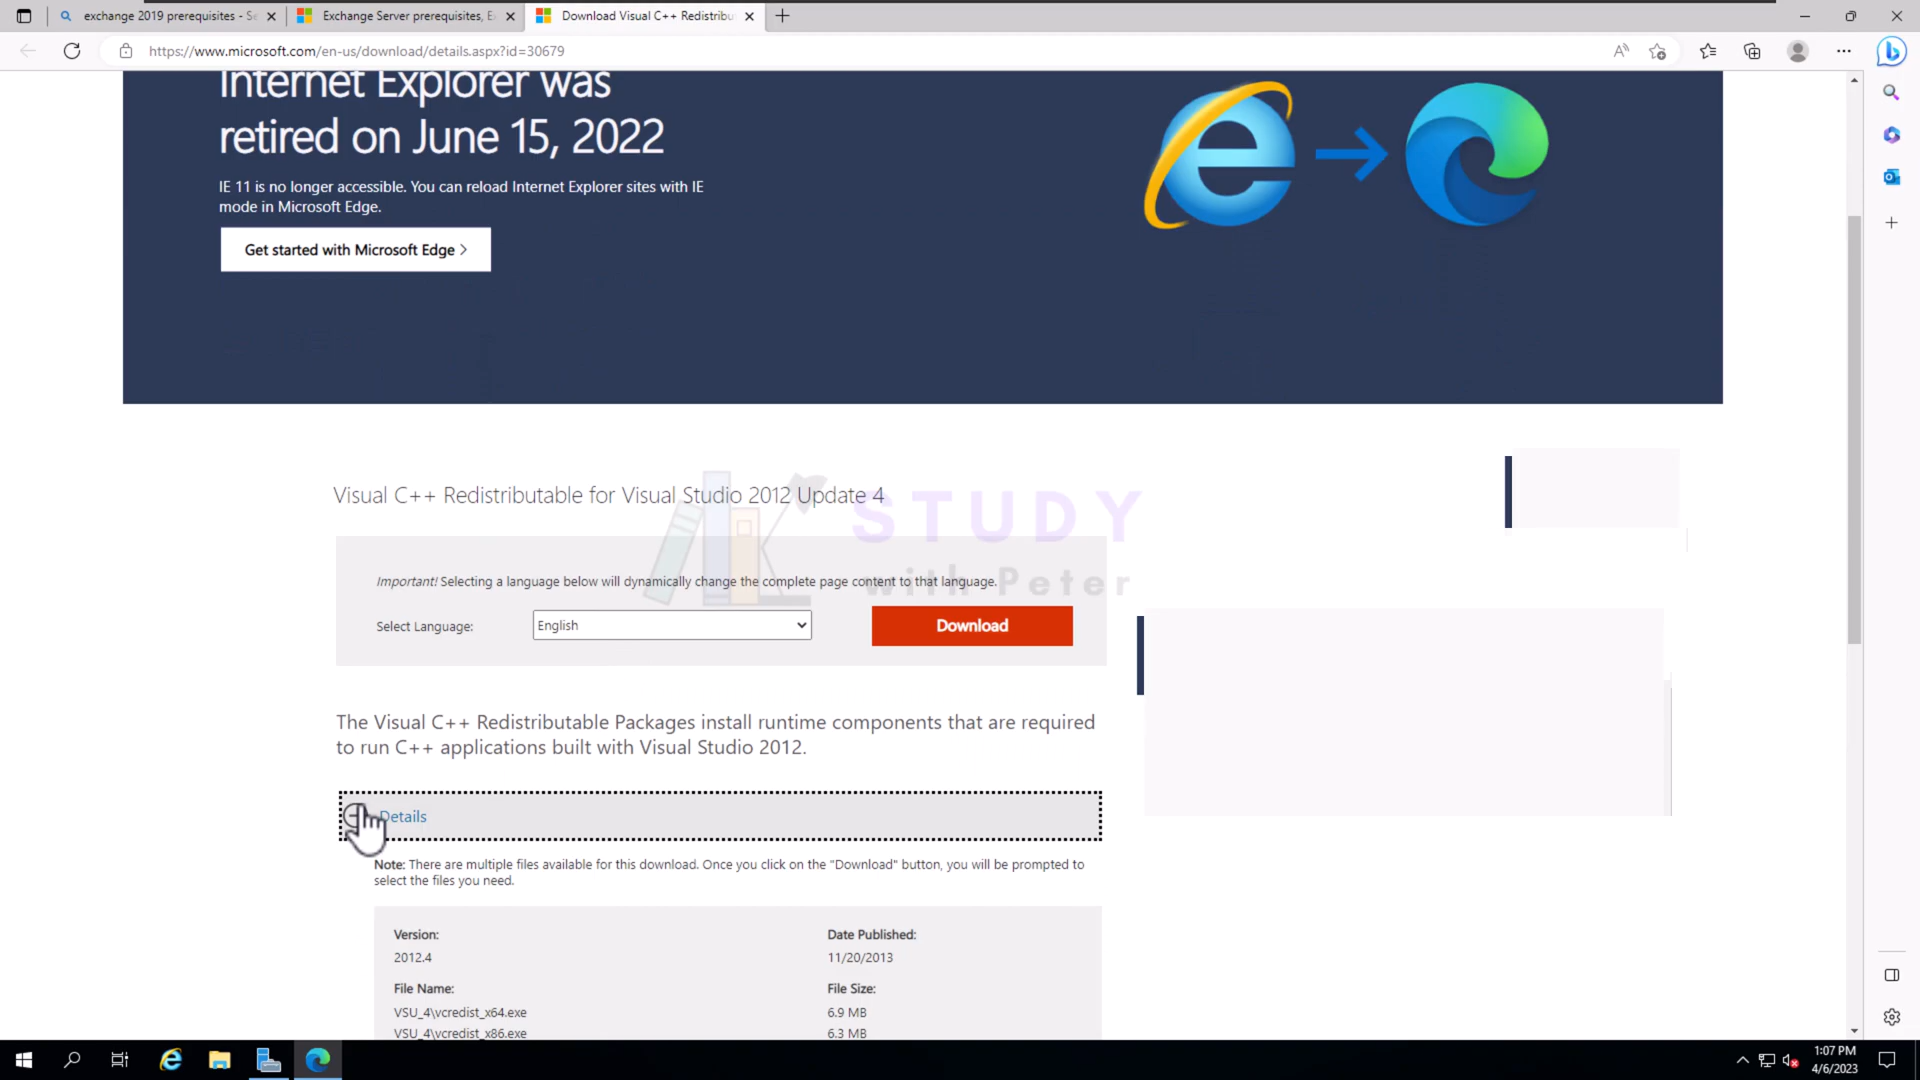 exchange 2019 prerequisites - Se
Exchange Server prerequisites, E
Download Visual C++ Redistribu
https://www.microsoft.com/en-us/download/details.aspx?id=30679
Internet Explorer was
retired on June 15, 2022
IE 11 is no longer accessible. You can reload Internet Explorer sites with IE
mode in Microsoft Edge.
Get started with Microsoft Edge >
Visual C++ Redistributable for Visual Studio 2012 Update 4
STUDY
with Peter
Important! Selecting a language below will dynamically change the complete page content to that language.
Select Language:
English
Download
The Visual C++ Redistributable Packages install runtime components that are required
to run C++ applications built with Visual Studio 2012.
Details
Note: There are multiple files available for this download. Once you click on the "Download" button, you will be prompted to
select the files you need.
Version:
Date Published:
2012.4
11/20/2013
File Name:
File Size:
VSU_4\vcredist_x64.exe
6.9 MB
VSU_4\vcredist_x86.exe
6.3 MB
1:07 PM
4/6/2023